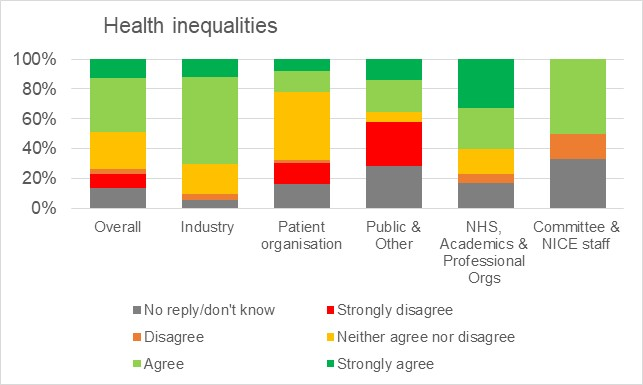 Health inequalities
100%
80%
60%
40%
20%
0%
Overall
Industry
Patient
organisation
Public &
Other
NHS,
Academics &
Professional
Orgs
Committee &
NICE staff
No reply/don't know
Strongly disagree
Disagree
Neither agree nor disagree
Agree
Strongly agree